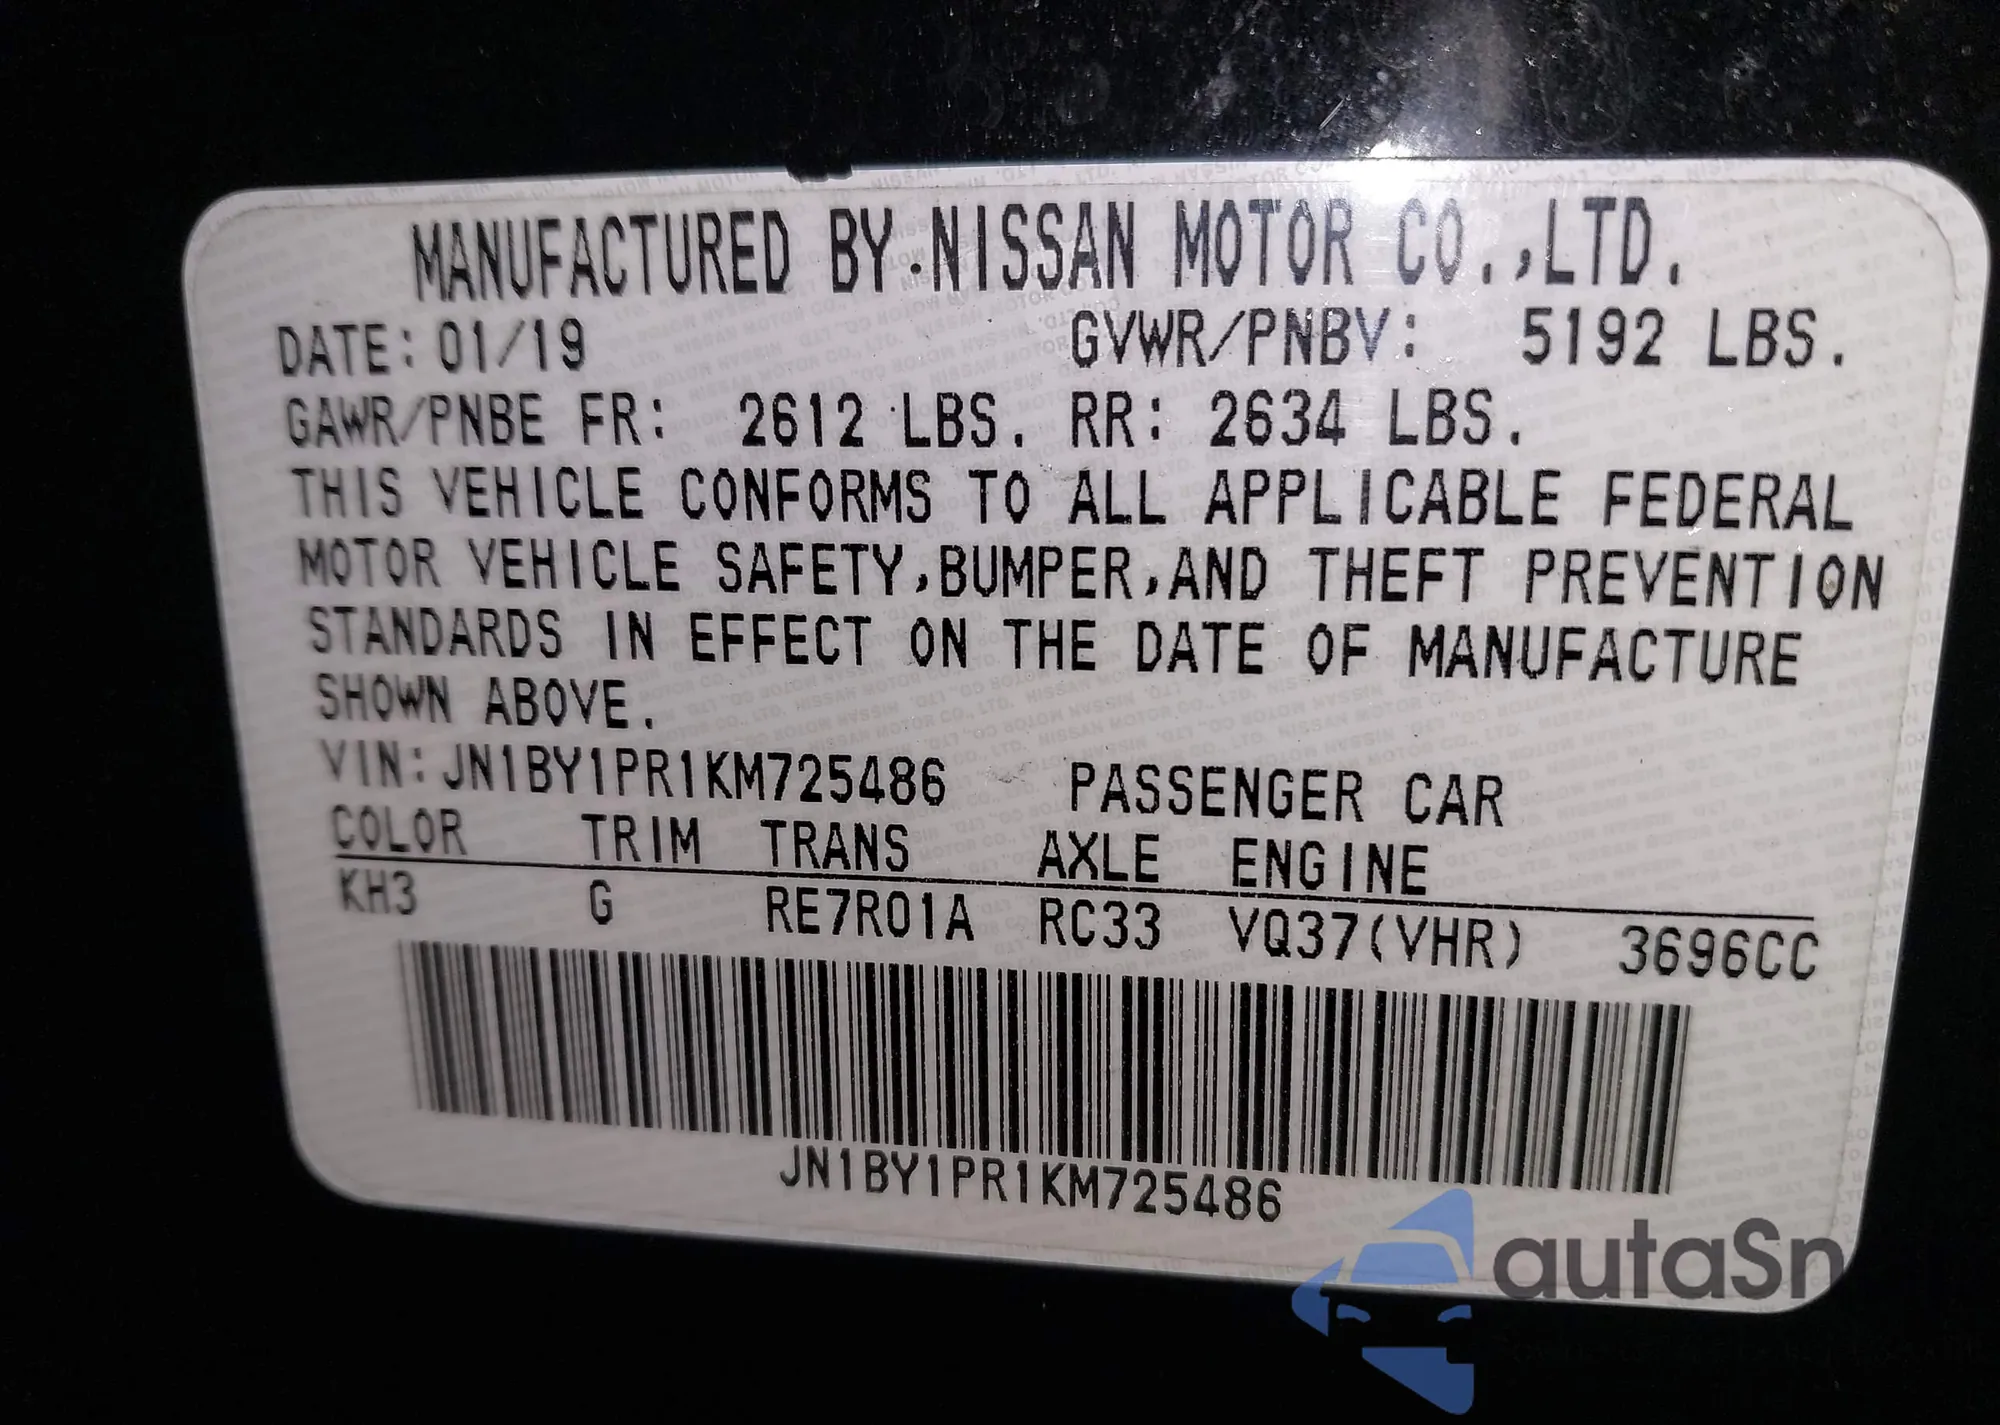 MANUFACTURED BY NISSAN MOTOR CO.,LTD.
DATE:01/19 GVWR/PNBV: 5192 LBS.
GAWR/PNBE FR: 2612 LBS. RR: 2634 LBS.
THIS VEHICLE CONFORMS TO ALL APPLICABLE FEDERAL
MOTOR VEHICLE SAFETY,BUMPER,AND THEFT PREVENTION
STANDARDS IN EFFECT ON THE DATE OF MANUFACTURE
SHOWN ABOVE.
VIN:JN1BY1PR1KM725486 PASSENGER CAR
COLOR TRIM TRANS AXLE ENGINE
KH3 G RE7R01A RC33 VQ37(VHR) 3696CC
JN1BY1PR1KM725486
autaSn